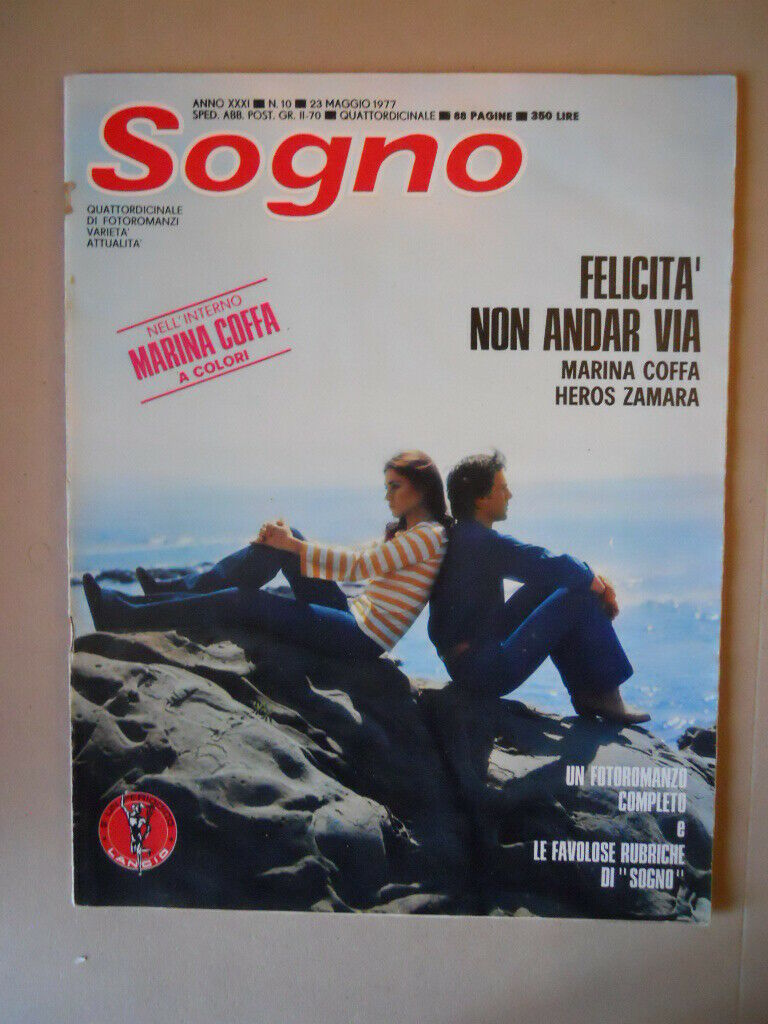 ANNO XXXI ■ N. 10 ■ 23 MAGGIO 1977
SPED. ABB. POST. GR. II-70 ■ QUATTORDICINALE ■ 88 PAGINE ■ 350 LIRE
Sogno
QUATTORDICINALE
DI FOTOROMANZI
VARIETA'
ATTUALITA'
FELICITA'
NON ANDAR VIA
MARINA COFFA
HEROS ZAMARA
NELL'INTERNO
MARINA COFFA
A COLORI
UN FOTOROMANZO
COMPLETO
e
LE FAVOLOSE RUBRICHE
DI "SOGNO"
LANCIO